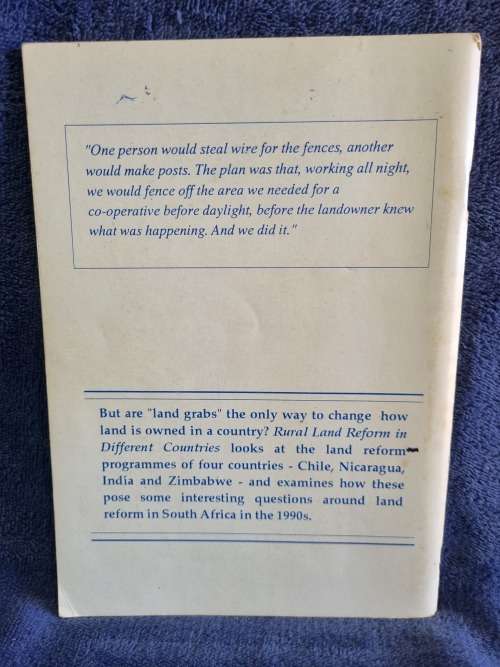 "One person would steal wire for the fences, another
would make posts. The plan was that, working all night,
we would fence off the area we needed for a
co-operative before daylight, before the landowner knew
what was happening. And we did it."
But are "land grabs" the only way to change how
land is owned in a country? Rural Land Reform in
Different Countries looks at the land reform
programmes of four countries - Chile, Nicaragua,
India and Zimbabwe - and examines how these
pose some interesting questions around land
reform in South Africa in the 1990s.